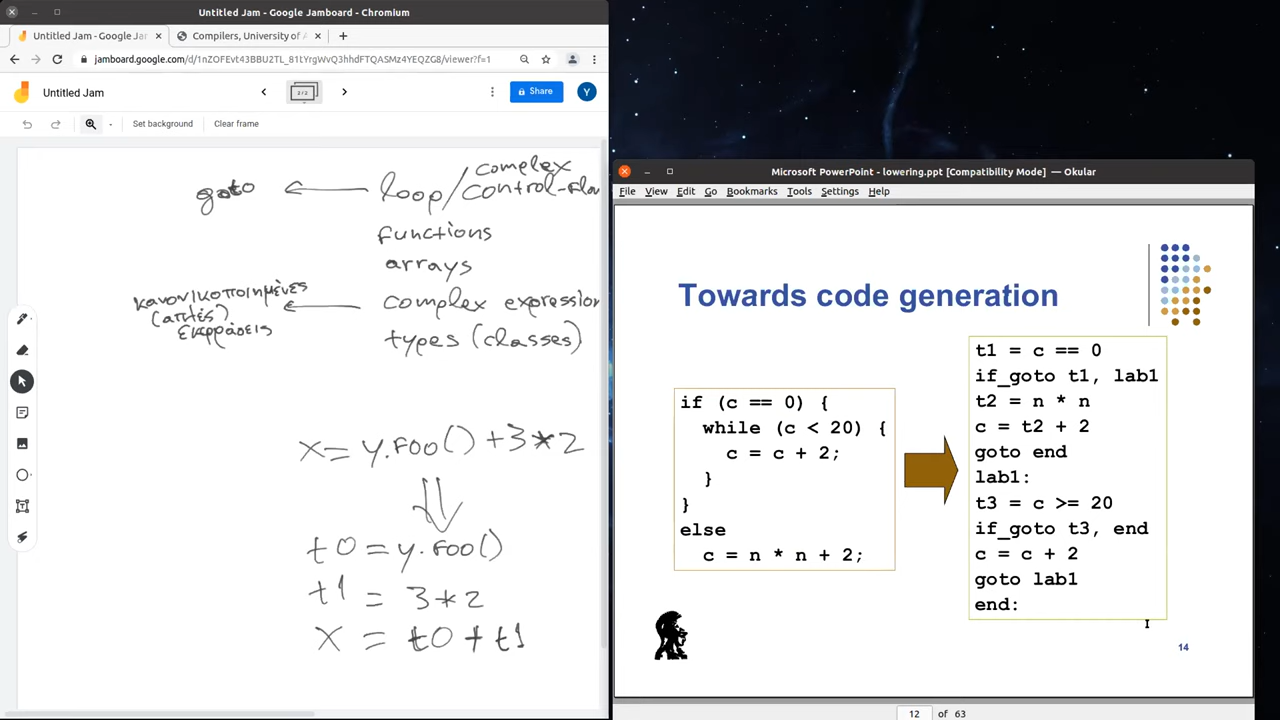 Untitled Jam - Google Jamboard - Chromium
Untitled Jam - Google Jar
Compilers, University of A
jamboard.google.com/d/1nZOFEvt43BBU2TL_81tYrgWvQ3hhdFTQASMz4YEQZG8/viewer?f=1
Untitled Jam
2 / 2
Share
Y
Set background
Clear frame
goto
loop/
complex
control-flow
functions
arrays
κανονικοποιημένες
(απλές)
εκφράσεις
complex expression
types (classes)
x= y.foo() +3*2
t0 = y.foo()
t1 = 3*2
x = t0 + t1
Microsoft PowerPoint - lowering.ppt [Compatibility Mode] — Okular
File View Edit Go Bookmarks Tools Settings Help
Towards code generation
if (c == 0) {
while (c < 20) {
c = c + 2;
}
}
else
c = n * n + 2;
t1 = c == 0
if_goto t1, lab1
t2 = n * n
c = t2 + 2
goto end
lab1:
t3 = c >= 20
if_goto t3, end
c = c + 2
goto lab1
end:
14
12 of 63